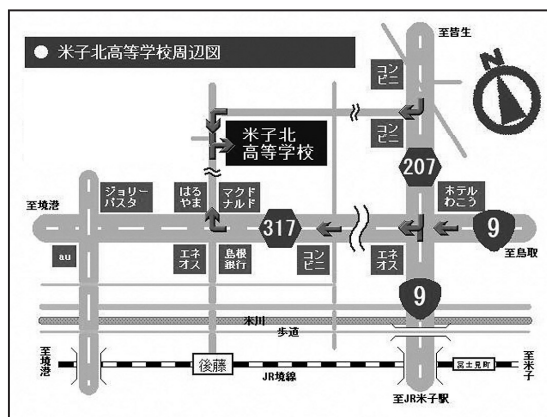 米子北高等学校周辺図
至皆生
N
コンビニ
コンビニ
米子北
高等学校
207
ジョリー
パスタ
はる
やま
マクド
ナルド
ホテル
わこう
至境港
317
9
至鳥取
au
エネ
オス
島根
銀行
コン
ビニ
エネ
オス
9
米川
歩道
至境港
後藤
JR境線
富士見町
至米子
至JR米子駅